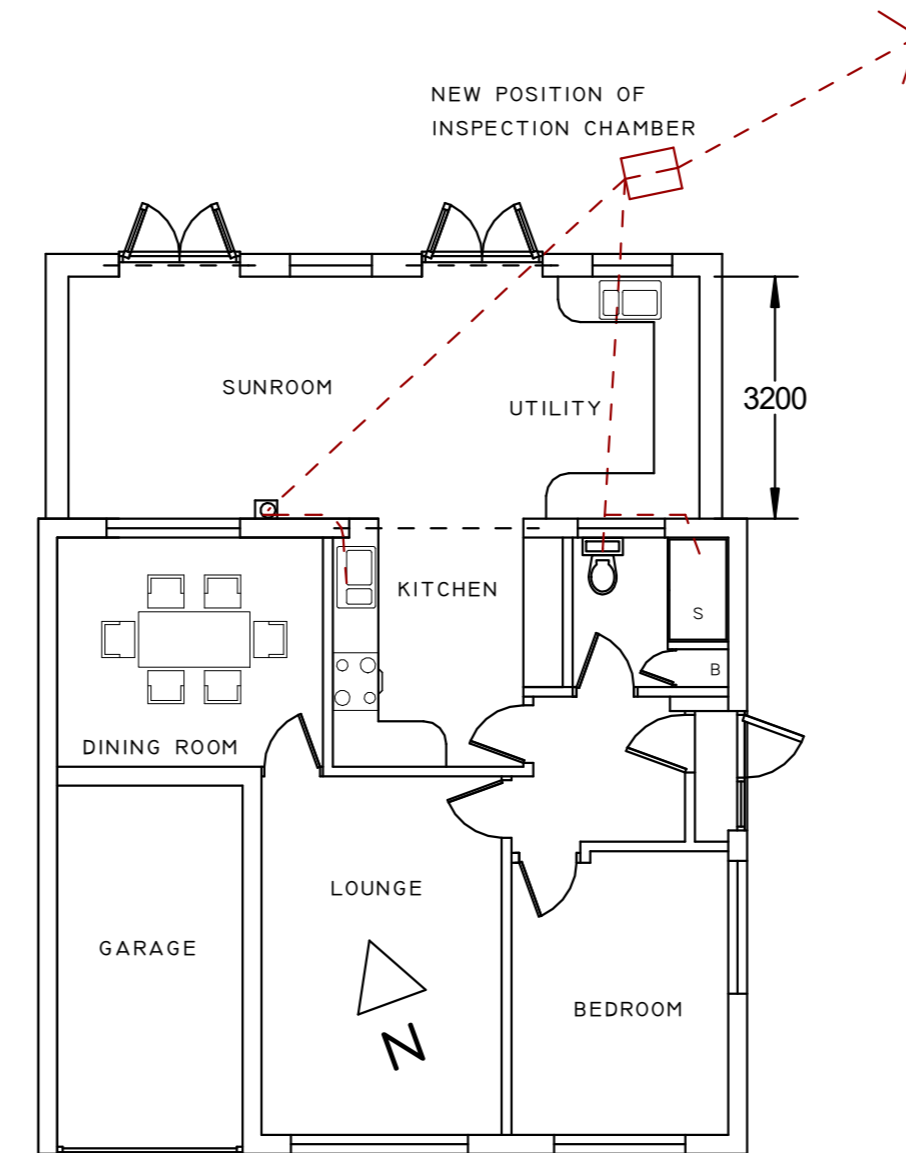 NEW POSITION OF
INSPECTION CHAMBER
SUNROOM
UTILITY
3200
KITCHEN
S
B
DINING ROOM
LOUNGE
GARAGE
N
BEDROOM